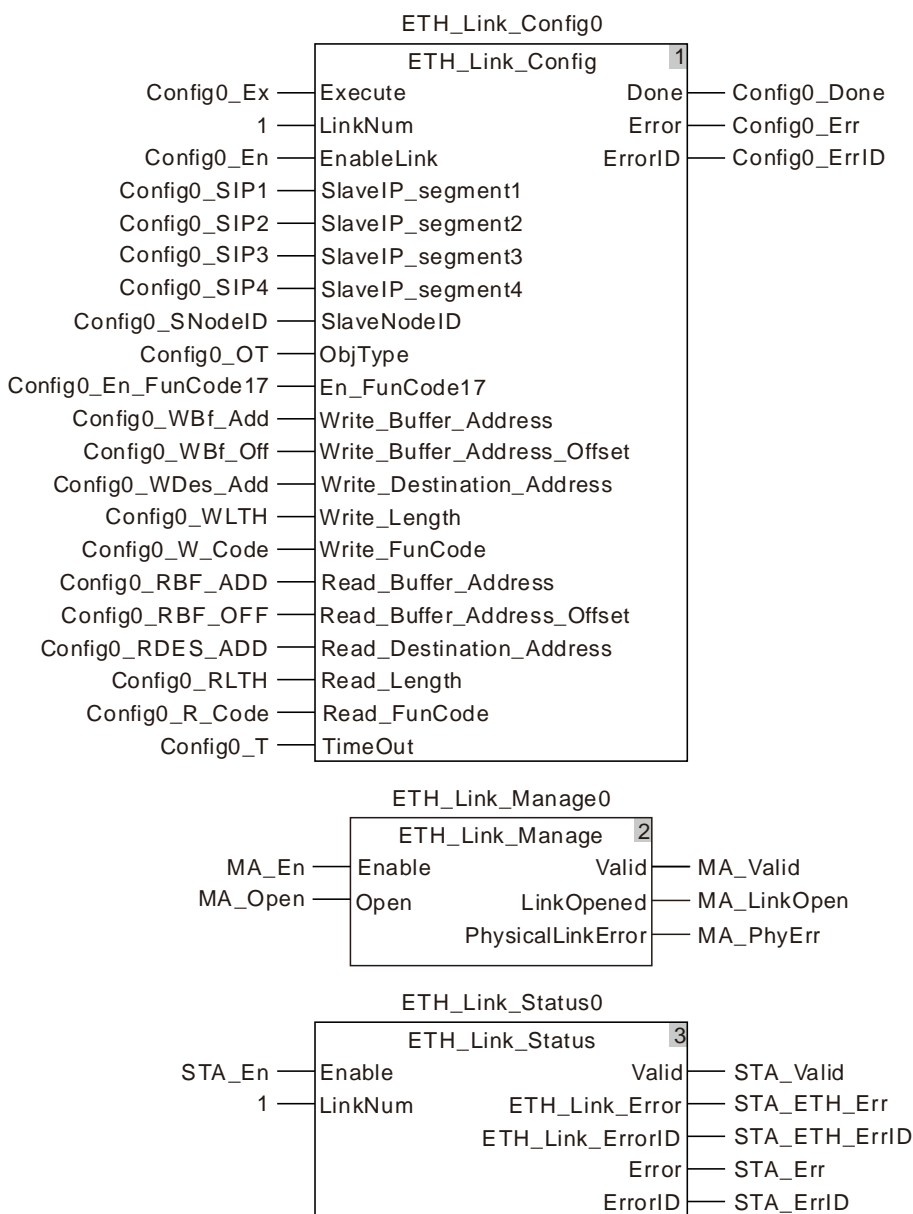 ETH_Link_Config0
ETH_Link_Config 1
Config0_Ex Execute Done Config0_Done
1 LinkNum Error Config0_Err
Config0_En EnableLink ErrorID Config0_ErrID
Config0_SIP1 SlaveIP_segment1
Config0_SIP2 SlaveIP_segment2
Config0_SIP3 SlaveIP_segment3
Config0_SIP4 SlaveIP_segment4
Config0_SNodeID SlaveNodeID
Config0_OT ObjType
Config0_En_FunCode17 En_FunCode17
Config0_WBf_Add Write_Buffer_Address
Config0_WBf_Off Write_Buffer_Address_Offset
Config0_WDes_Add Write_Destination_Address
Config0_WLTH Write_Length
Config0_W_Code Write_FunCode
Config0_RBF_ADD Read_Buffer_Address
Config0_RBF_OFF Read_Buffer_Address_Offset
Config0_RDES_ADD Read_Destination_Address
Config0_RLTH Read_Length
Config0_R_Code Read_FunCode
Config0_T TimeOut
ETH_Link_Manage0
ETH_Link_Manage 2
MA_En Enable Valid MA_Valid
MA_Open Open LinkOpened MA_LinkOpen
PhysicalLinkError MA_PhyErr
ETH_Link_Status0
ETH_Link_Status 3
STA_En Enable Valid STA_Valid
1 LinkNum ETH_Link_Error STA_ETH_Err
ETH_Link_ErrorID STA_ETH_ErrID
Error STA_Err
ErrorID STA_ErrID